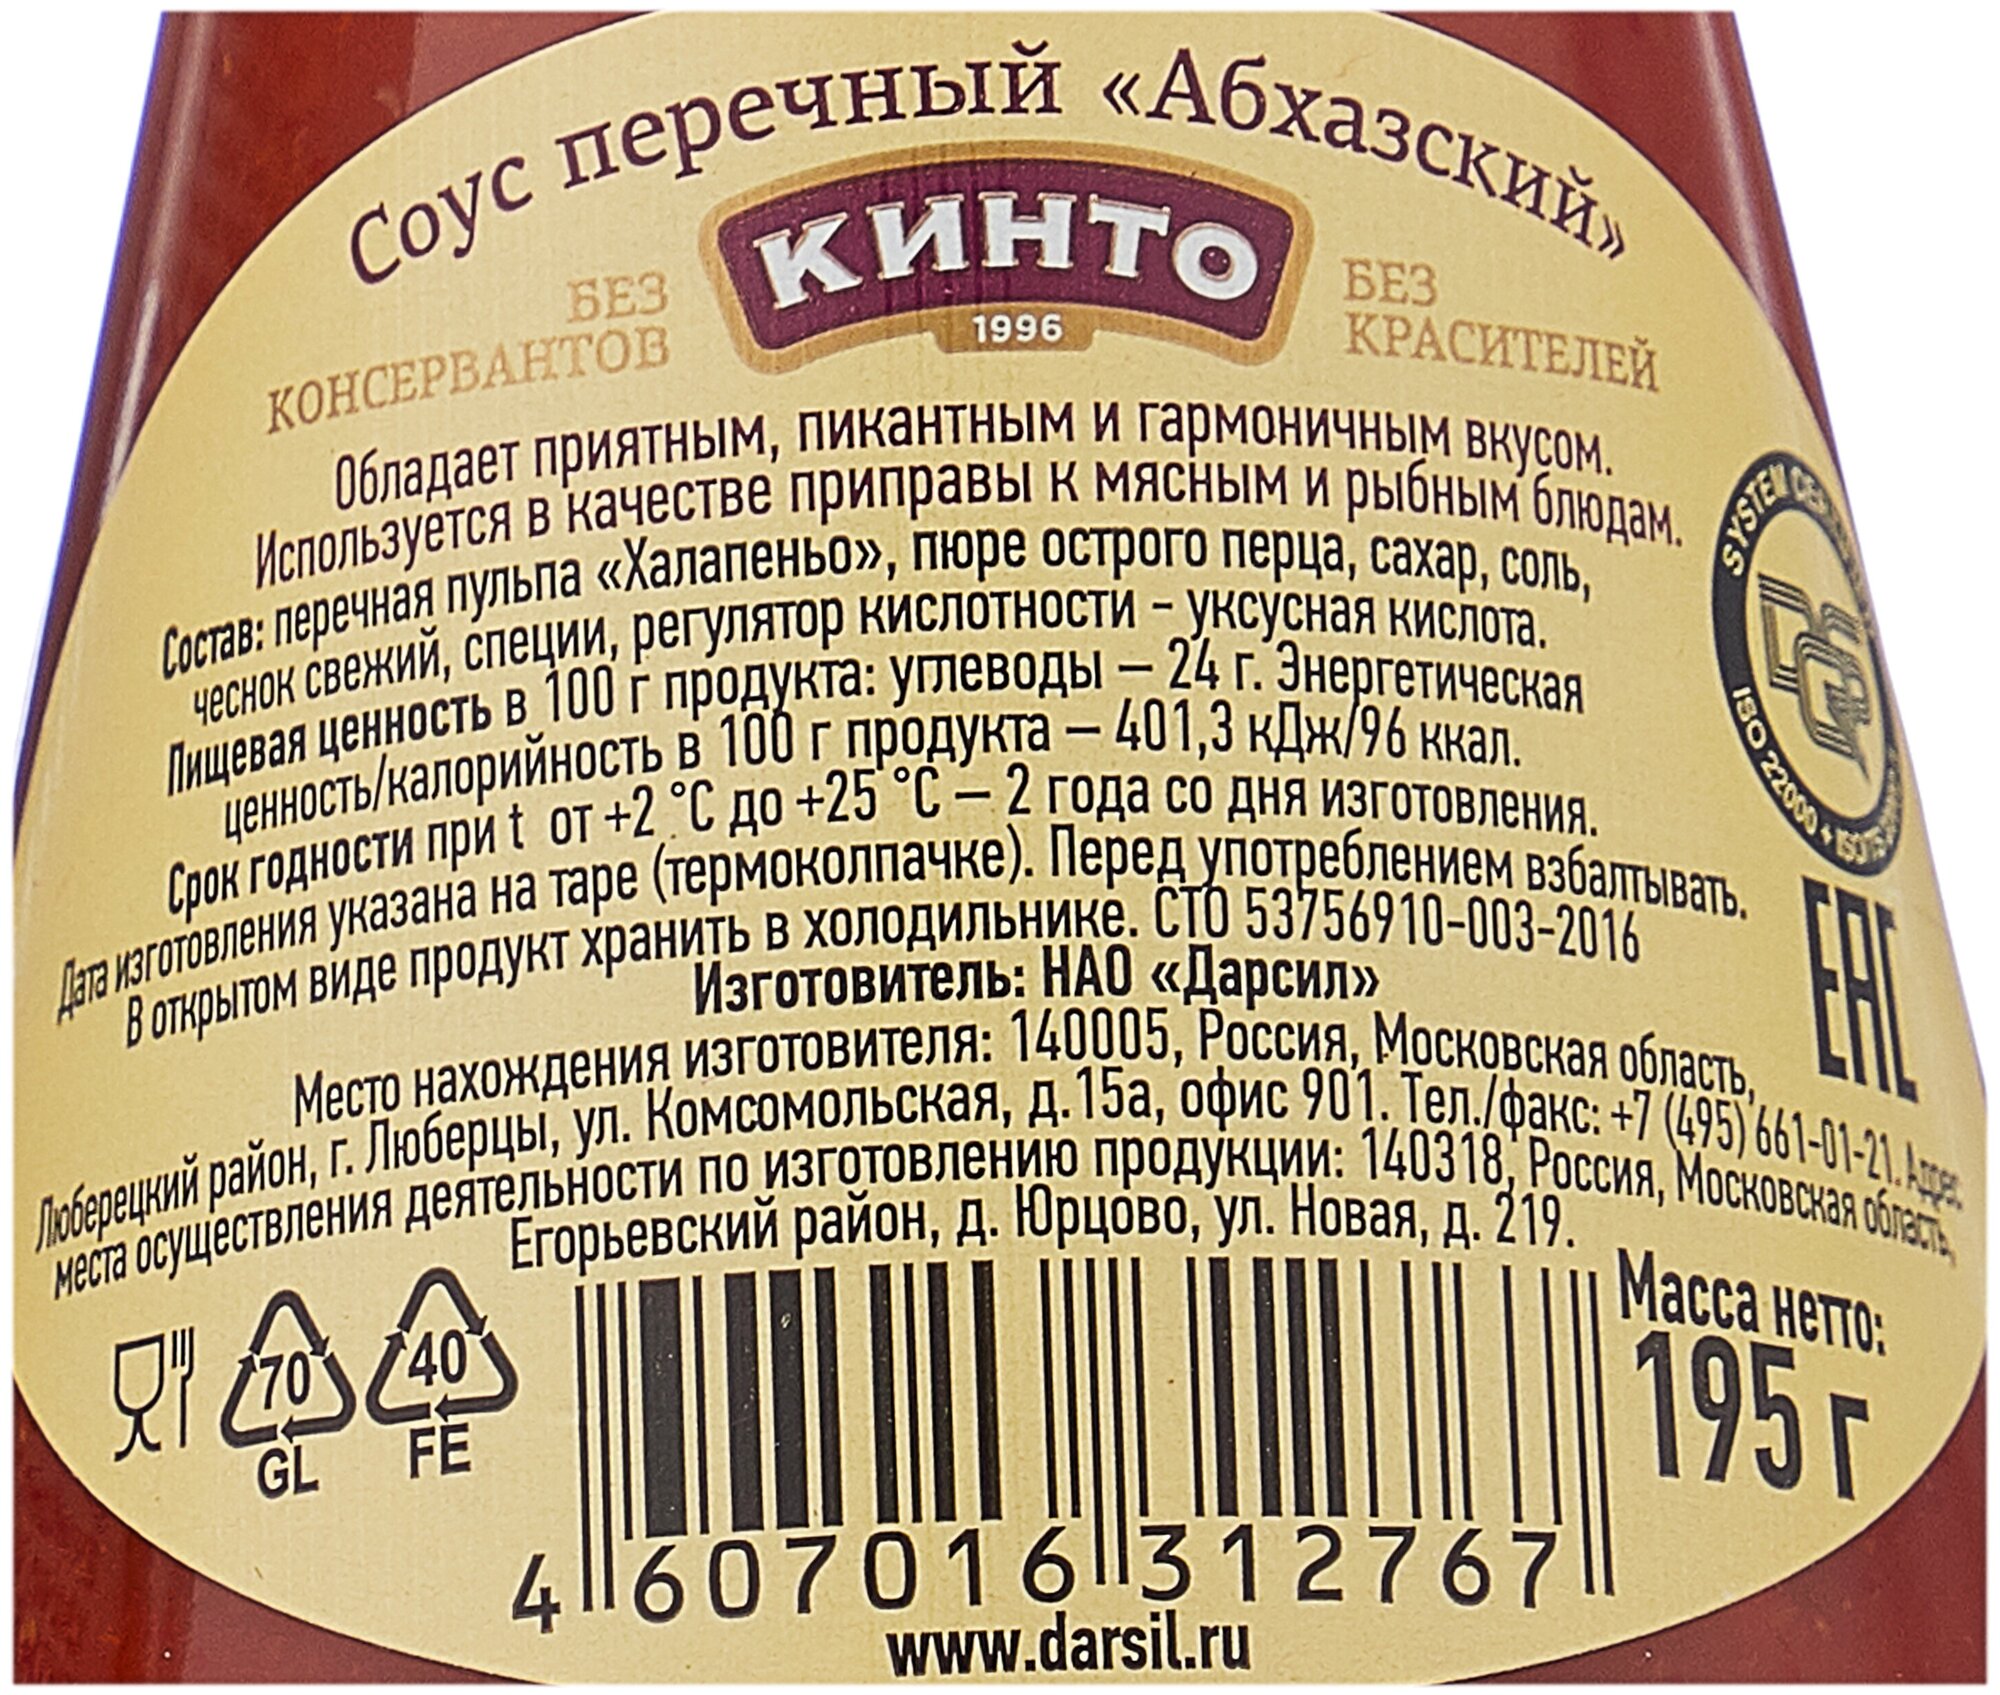 Соус перечный «Абхазский»
КИНТО
1996
БЕЗ
КОНСЕРВАНТОВ
БЕЗ
КРАСИТЕЛЕЙ
Обладает приятным, пикантным и гармоничным вкусом.
Используется в качестве приправы к мясным и рыбным блюдам.
Состав: перечная пульпа «Халапеньо», пюре острого перца, сахар, соль,
чеснок свежий, специи, регулятор кислотности – уксусная кислота.
Пищевая ценность в 100 г продукта: углеводы – 24 г. Энергетическая
ценность/калорийность в 100 г продукта – 401,3 кДж/96 ккал.
Срок годности при t от +2 °C до +25 °C – 2 года со дня изготовления.
Дата изготовления указана на таре (термоколпачке). Перед употреблением взбалтывать.
В открытом виде продукт хранить в холодильнике. СТО 53756910-003-2016
Изготовитель: НАО «Дарсил»
Место нахождения изготовителя: 140005, Россия, Московская область,
Люберецкий район, г. Люберцы, ул. Комсомольская, д.15а, офис 901. Тел./факс: +7 (495) 661-01-21. Адрес
места осуществления деятельности по изготовлению продукции: 140318, Россия, Московская область,
Егорьевский район, д. Юрцово, ул. Новая, д. 219.
SYSTEM
ISO 22000 +
EAC
70
GL
40
FE
Масса нетто:
195 г
4 607016 312767
www.darsil.ru